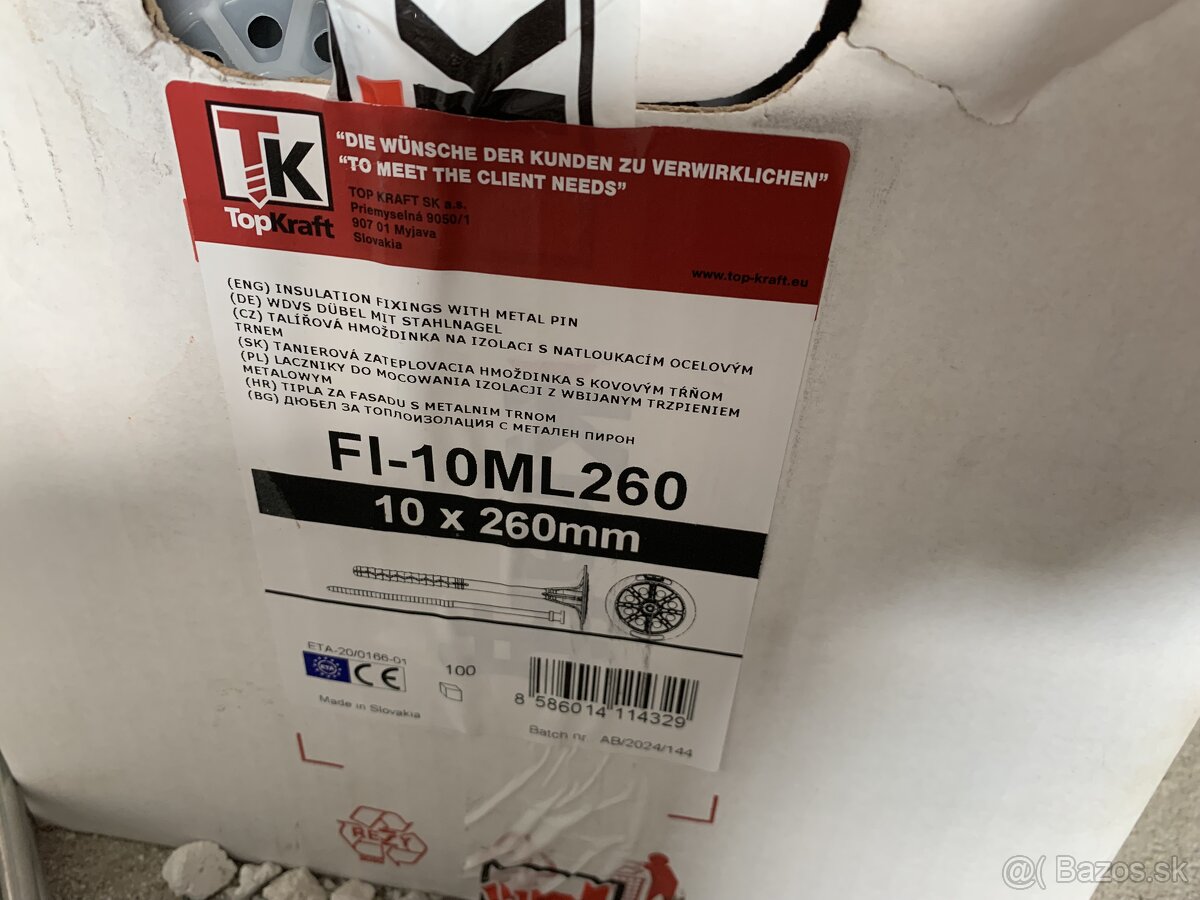 TK
TopKraft
"DIE WÜNSCHE DER KUNDEN ZU VERWIRKLICHEN"
"TO MEET THE CLIENT NEEDS"
TOP KRAFT SK a.s.
Priemyselná 9050/1
907 01 Myjava
Slovakia
www.top-kraft.eu
(ENG) INSULATION FIXINGS WITH METAL PIN
(DE) WDVS DÜBEL MIT STAHLNAGEL
(CZ) TALÍŘOVÁ HMOŽDINKA NA IZOLACI S NATLOUKACÍM OCELOVÝM
TRNEM
(SK) TANIEROVÁ ZATEPLOVACIA HMOŽDINKA S KOVOVÝM TŔŇOM
(PL) LACZNIKY DO MOCOWANIA IZOLACJI Z WBIJANYM TRZPIENIEM
METALOWYM
(HR) TIPLA ZA FASADU S METALNIM TRNOM
(BG) ДЮБЕЛ ЗА ТОПЛОИЗОЛАЦИЯ С МЕТАЛЕН ПИРОН
FI-10ML260
10 x 260mm
ETA-20/0166-01
ETA CE
100
8 586014 114329
Made in Slovakia
Batch nr. AB/2024/144
REZY
@( Bazos.sk